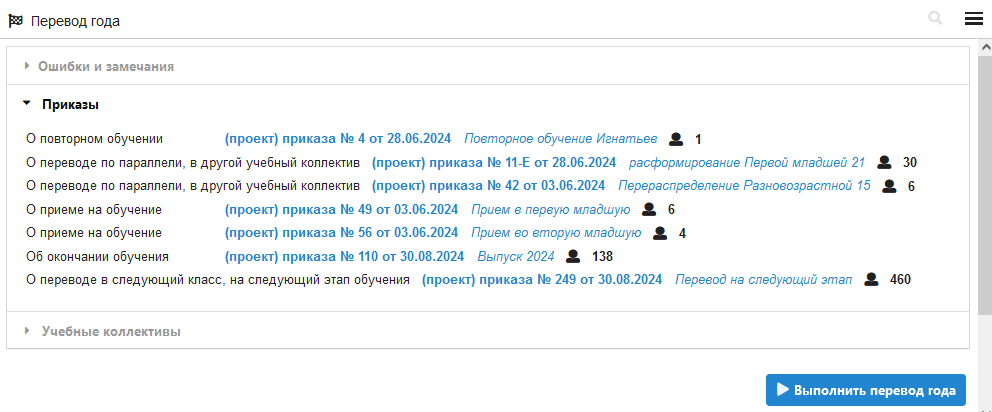 Перевод года
Ошибки и замечания
Приказы
О повторном обучении (проект) приказа № 4 от 28.06.2024 Повторное обучение Игнатьев 1
О переводе по параллели, в другой учебный коллектив (проект) приказа № 11-Е от 28.06.2024 расформирование Первой младшей 21 30
О переводе по параллели, в другой учебный коллектив (проект) приказа № 42 от 03.06.2024 Перераспределение Разновозрастной 15 6
О приеме на обучение (проект) приказа № 49 от 03.06.2024 Прием в первую младшую 6
О приеме на обучение (проект) приказа № 56 от 03.06.2024 Прием во вторую младшую 4
Об окончании обучения (проект) приказа № 110 от 30.08.2024 Выпуск 2024 138
О переводе в следующий класс, на следующий этап обучения (проект) приказа № 249 от 30.08.2024 Перевод на следующий этап 460
Учебные коллективы
Выполнить перевод года